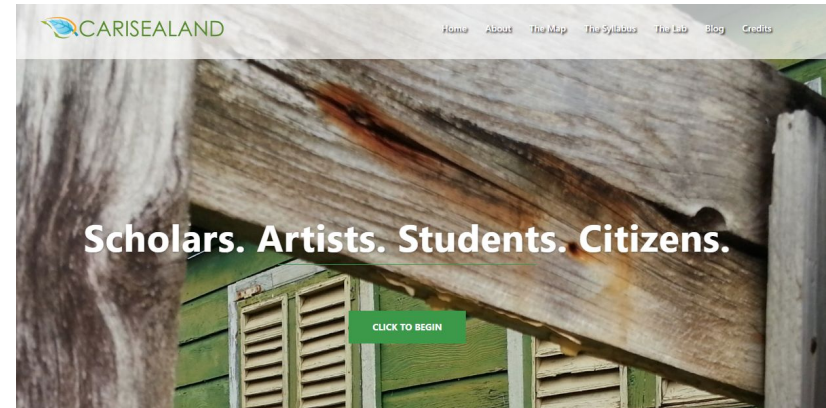 CARISEALAND
Home About The Map The Syllabus The Lab Blog Credits
Scholars. Artists. Students. Citizens.
CLICK TO BEGIN